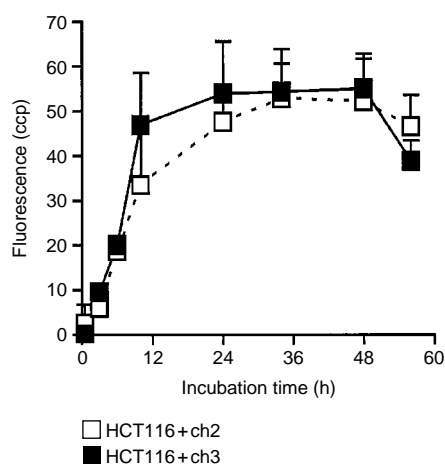 70
60
50
40
30
20
10
0
Fluorescence (ccp)
0 12 24 36 48 60
Incubation time (h)
HCT116+ch2
HCT116+ch3